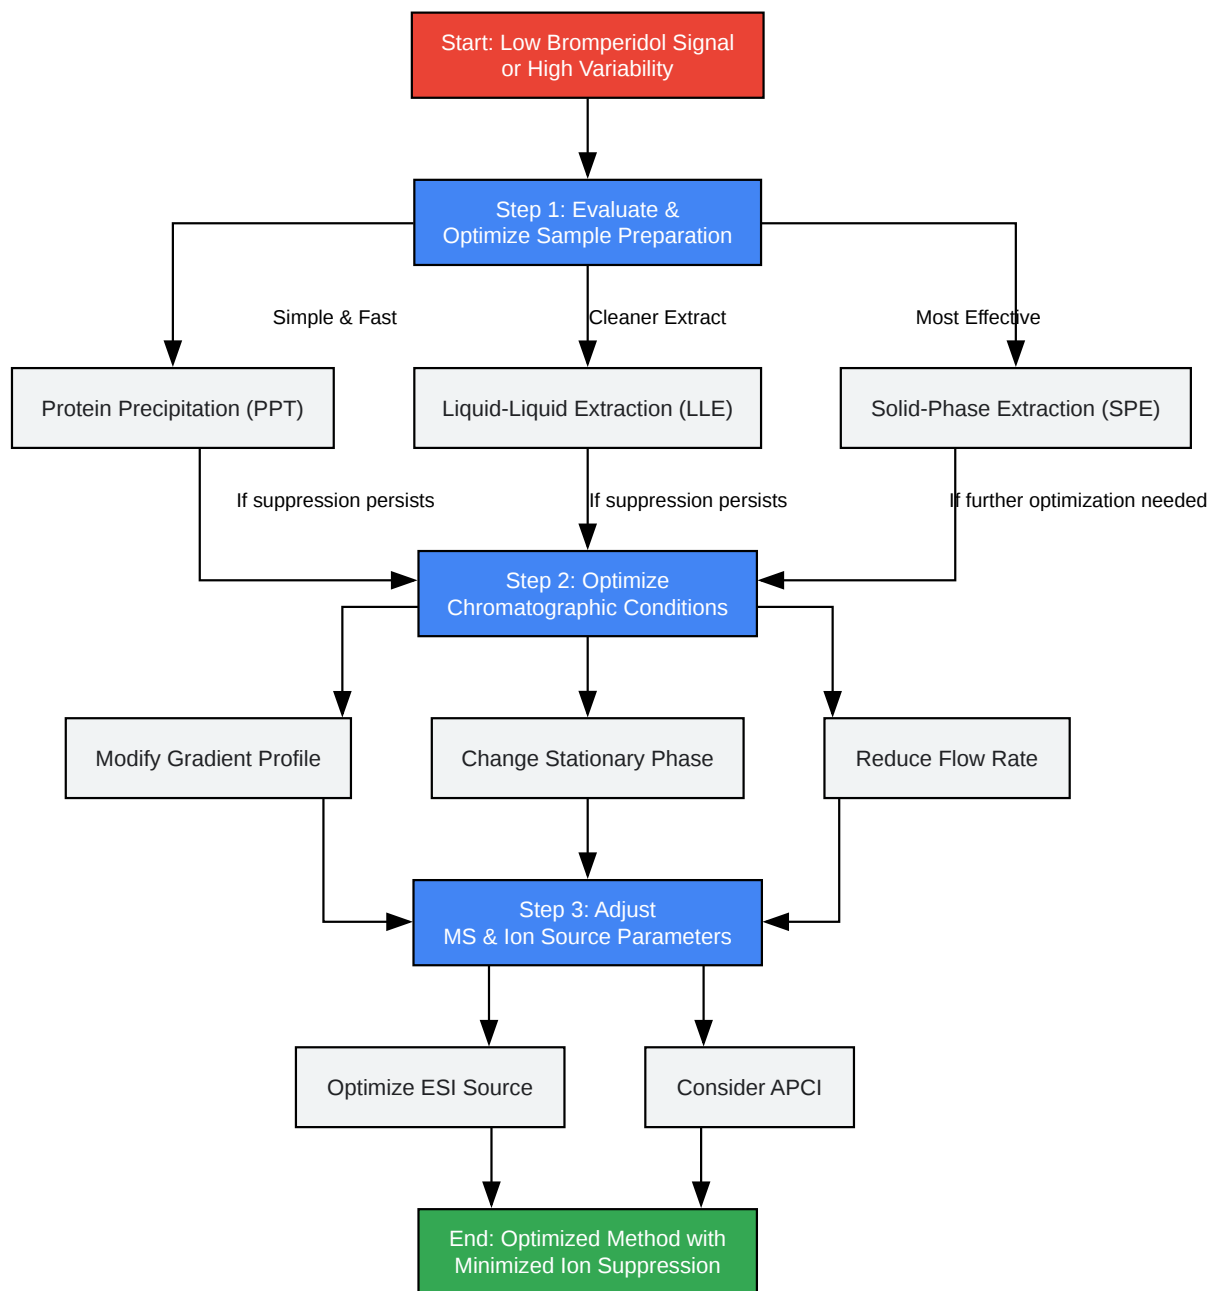 Start: Low Bromperidol Signal
or High Variability
Step 1: Evaluate &
Optimize Sample Preparation
Simple & Fast
Cleaner Extract
Most Effective
Protein Precipitation (PPT)
Liquid-Liquid Extraction (LLE)
Solid-Phase Extraction (SPE)
If suppression persists
If suppression persists
If further optimization needed
Step 2: Optimize
Chromatographic Conditions
Modify Gradient Profile
Change Stationary Phase
Reduce Flow Rate
Step 3: Adjust
MS & Ion Source Parameters
Optimize ESI Source
Consider APCI
End: Optimized Method with
Minimized Ion Suppression